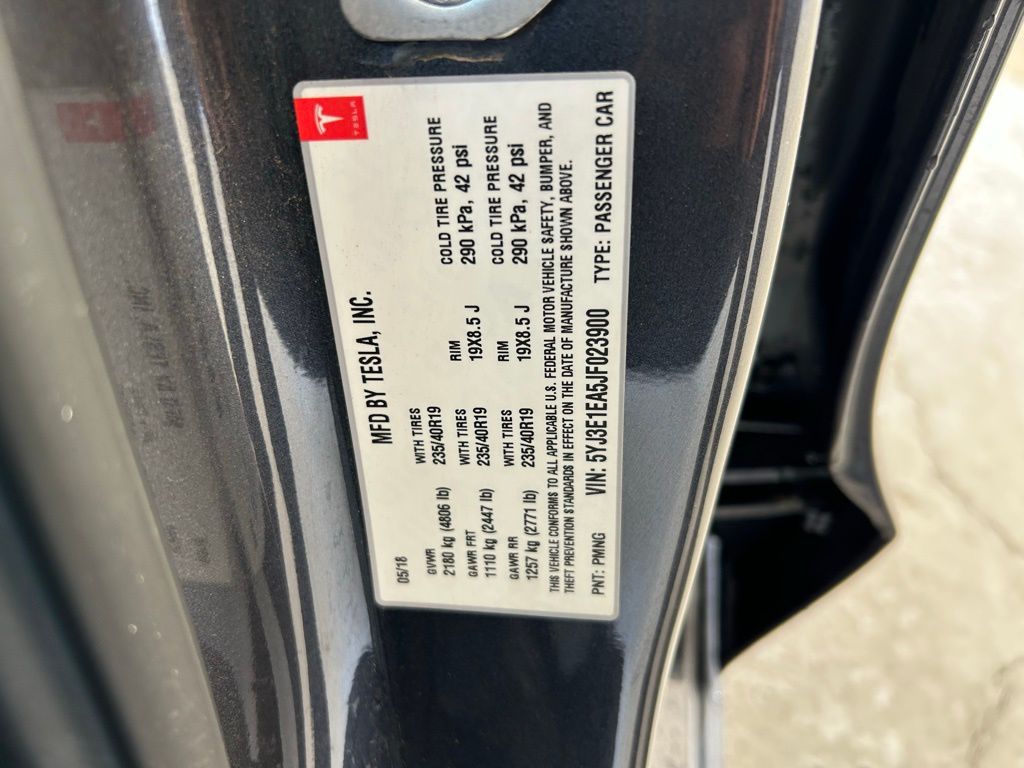 TESLA
MFD BY TESLA, INC.
05/18
GVWR WITH TIRES RIM COLD TIRE PRESSURE
2180 kg (4806 lb) 235/40R19 19X8.5 J 290 kPa, 42 psi
GAWR FRT WITH TIRES RIM COLD TIRE PRESSURE
1110 kg (2447 lb) 235/40R19 19X8.5 J 290 kPa, 42 psi
GAWR RR WITH TIRES
1257 kg (2771 lb) 235/40R19
THIS VEHICLE CONFORMS TO ALL APPLICABLE U.S. FEDERAL MOTOR VEHICLE SAFETY, BUMPER, AND
THEFT PREVENTION STANDARDS IN EFFECT ON THE DATE OF MANUFACTURE SHOWN ABOVE.
PNT: PMNG VIN: 5YJ3E1EA5JF023900 TYPE: PASSENGER CAR